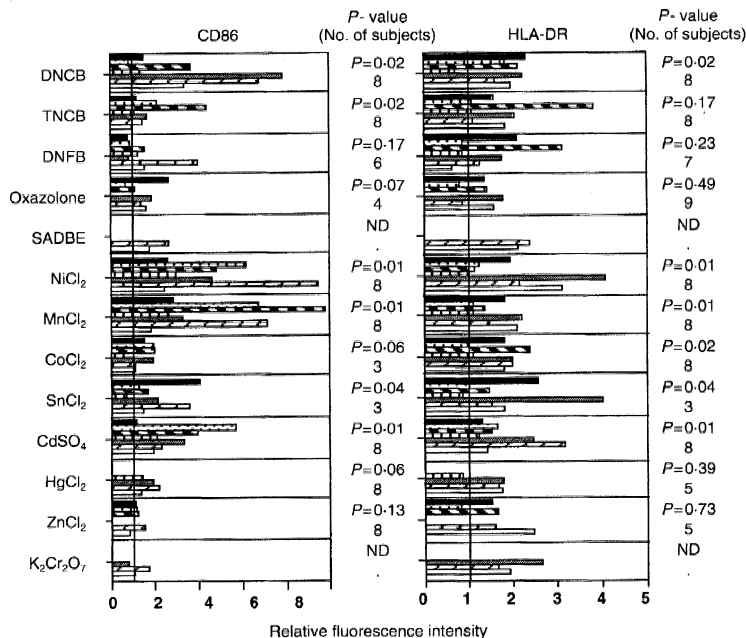 P- value
(No. of subjects)
P- value
(No. of subjects)
CD86
HLA-DR
DNCB
P=0·02
8
P=0·02
8
TNCB
P=0·02
8
P=0·17
8
DNFB
P=0·17
6
P=0·23
7
Oxazolone
P=0·07
4
P=0·49
9
SADBE
ND
ND
NiCl2
P=0·01
8
P=0·01
8
MnCl2
P=0·01
8
P=0·01
8
CoCl2
P=0·06
3
P=0·02
8
SnCl2
P=0·04
3
P=0·04
3
CdSO4
P=0·01
8
P=0·01
8
HgCl2
P=0·06
8
P=0·39
5
ZnCl2
P=0·13
8
P=0·73
5
K2Cr2O7
ND
ND
0 2 4 6 8
0 1 2 3 4 5
Relative fluorescence intensity